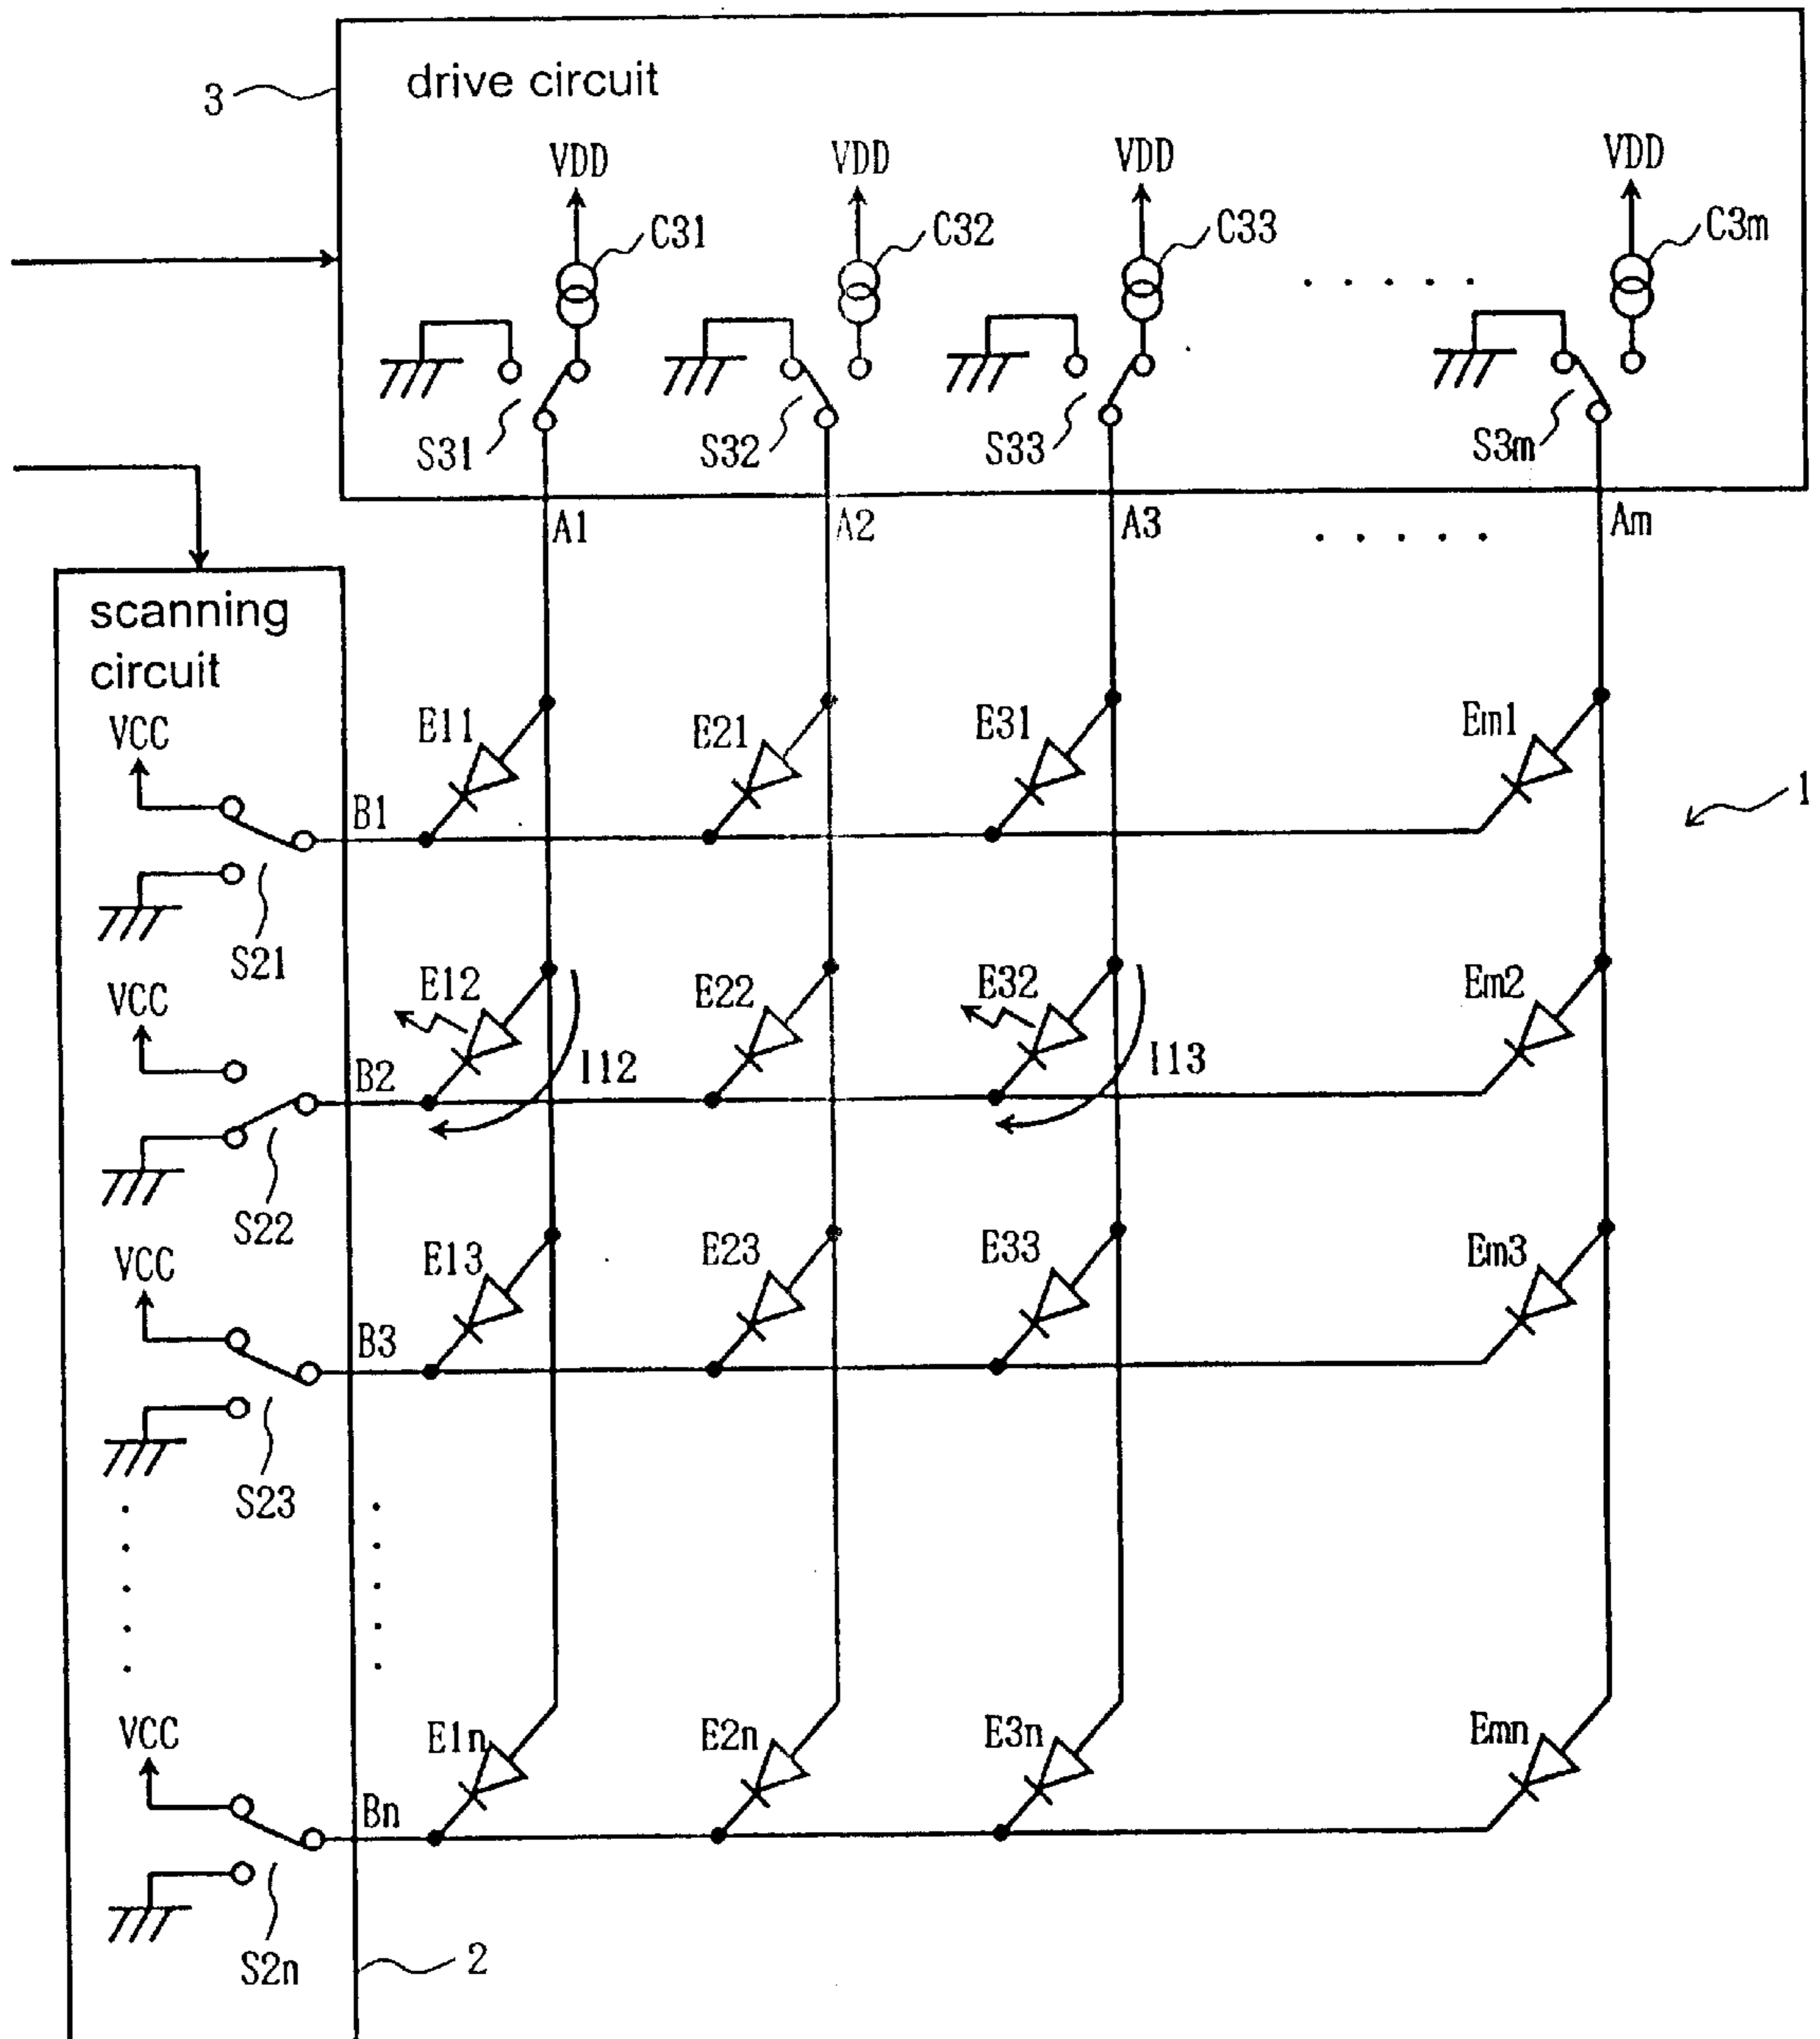 3
drive circuit
VDD VDD VDD VDD
C31 C32 C33 C3m
S31 S32 S33 S3m
A1 A2 A3 Am
scanning
circuit
VCC
E11 E21 E31 Em1
B1
1
S21
VCC
E12 E22 E32 Em2
B2
I12 I13
S22
VCC
E13 E23 E33 Em3
B3
S23
VCC
E1n E2n E3n Emn
Bn
S2n
2